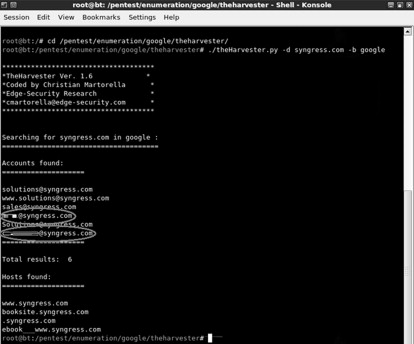 root@bt: /pentest/enumeration/google/theharvester - Shell - Konsole
Session Edit View Bookmarks Settings Help
root@bt:/# cd /pentest/enumeration/google/theharvester/
root@bt:/pentest/enumeration/google/theharvester# ./theHarvester.py -d syngress.com -b google
*************************************
*TheHarvester Ver. 1.6 *
*Coded by Christian Martorella *
*Edge-Security Research *
*cmartorella@edge-security.com *
*************************************
Searching for syngress.com in google :
======================================
Accounts found:
====================
solutions@syngress.com
www.solutions@syngress.com
sales@syngress.com
@syngress.com
Solutions@syngress.com
@syngress.com
====================
Total results: 6
Hosts found:
====================
www.syngress.com
booksite.syngress.com
.syngress.com
ebook___www.syngress.com
root@bt:/pentest/enumeration/google/theharvester#